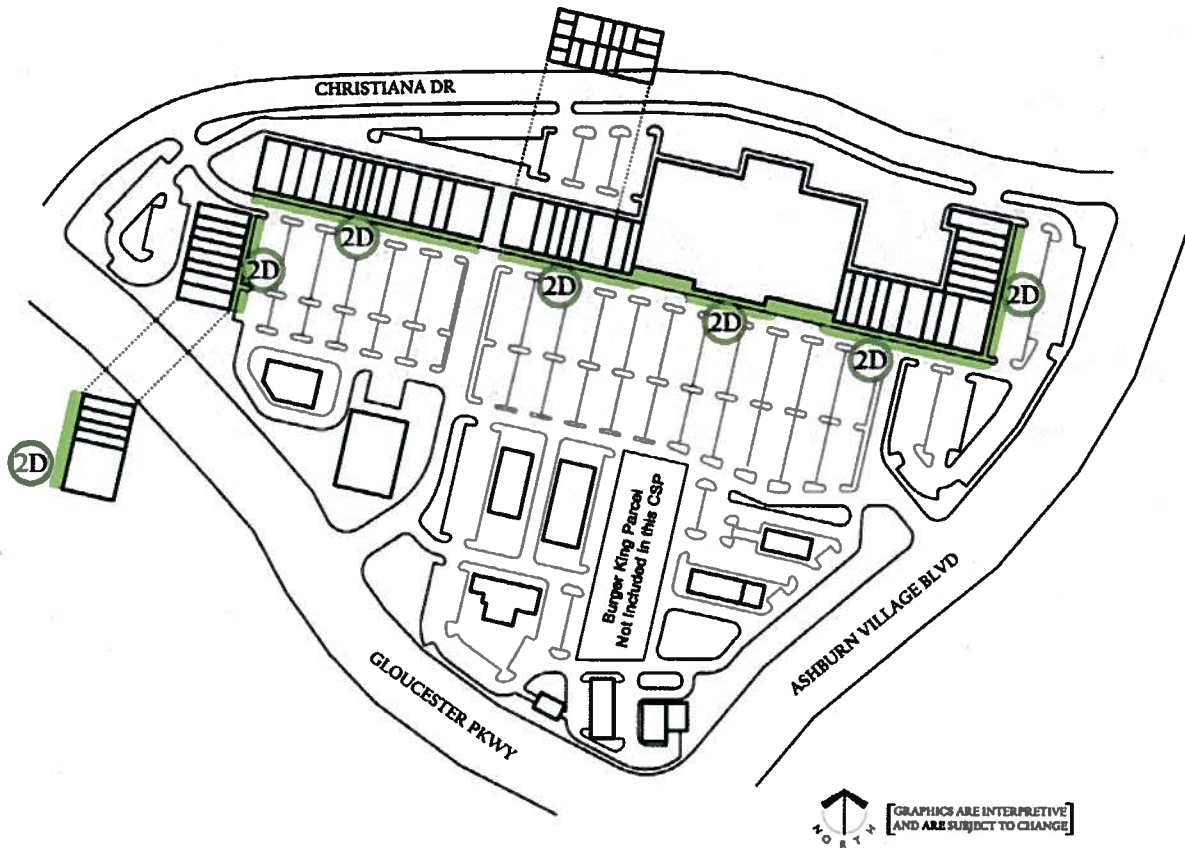 CHRISTIANA DR
2D
2D
2D
2D
2D
2D
2D
Burger King Parcel
Not Included in this CSP
GLOUCESTER PKWY
ASHBURN VILLAGE BLVD
NORTH
[GRAPHICS ARE INTERPRETIVE
AND ARE SUBJECT TO CHANGE]